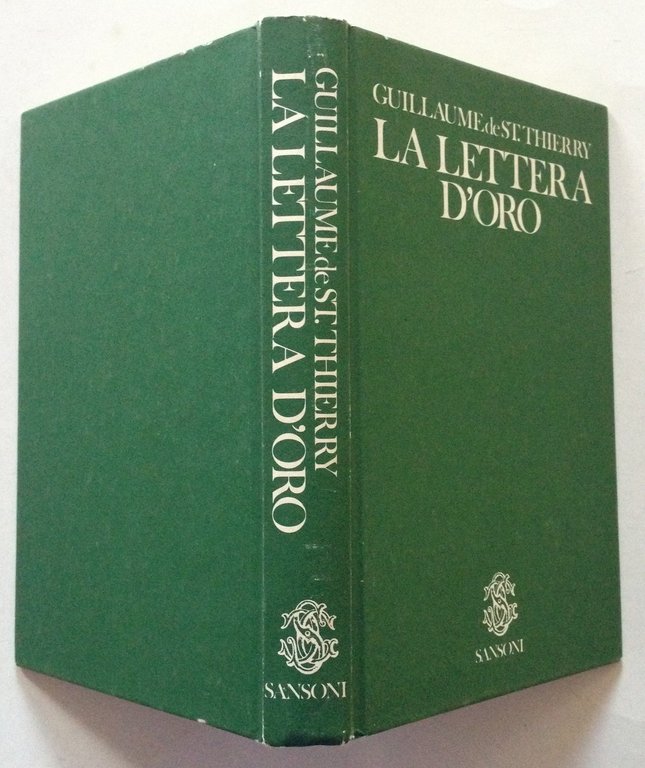 GUILLAUME de ST. THIERRY
LA LETTERA D'ORO
SANSONI
GUILLAUME de ST. THIERRY
LA LETTERA
D'ORO
SANSONI